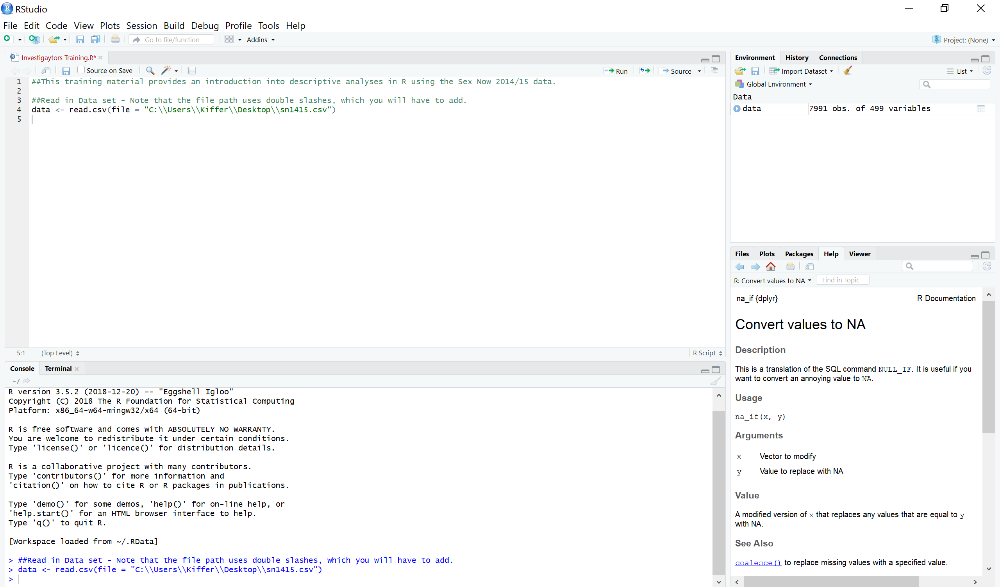 RStudio
File Edit Code View Plots Session Build Debug Profile Tools Help
Go to file/function
Addins
Project: (None)
Investigaytors Training.R*
Source on Save
Run
Source
1 ##This training material provides an introduction into descriptive analyses in R using the Sex Now 2014/15 data.
2
3 ##Read in Data set - Note that the file path uses double slashes, which you will have to add.
4 data <- read.csv(file = "C:\\Users\\Kiffer\\Desktop\\sn1415.csv")
5
5:1 (Top Level) R Script
Console Terminal
~/
R version 3.5.2 (2018-12-20) -- "Eggshell Igloo"
Copyright (C) 2018 The R Foundation for Statistical Computing
Platform: x86_64-w64-mingw32/x64 (64-bit)
R is free software and comes with ABSOLUTELY NO WARRANTY.
You are welcome to redistribute it under certain conditions.
Type 'license()' or 'licence()' for distribution details.
R is a collaborative project with many contributors.
Type 'contributors()' for more information and
'citation()' on how to cite R or R packages in publications.
Type 'demo()' for some demos, 'help()' for on-line help, or
'help.start()' for an HTML browser interface to help.
Type 'q()' to quit R.
[Workspace loaded from ~/.RData]
> ##Read in Data set - Note that the file path uses double slashes, which you will have to add.
> data <- read.csv(file = "C:\\Users\\Kiffer\\Desktop\\sn1415.csv")
>
Environment History Connections
Import Dataset
List
Global Environment
Data
data 7991 obs. of 499 variables
Files Plots Packages Help Viewer
R: Convert values to NA
Find in Topic
na_if {dplyr} R Documentation
Convert values to NA
Description
This is a translation of the SQL command NULL_IF. It is useful if you
want to convert an annoying value to NA.
Usage
na_if(x, y)
Arguments
x Vector to modify
y Value to replace with NA
Value
A modified version of x that replaces any values that are equal to y
with NA.
See Also
coalesce() to replace missing values with a specified value.